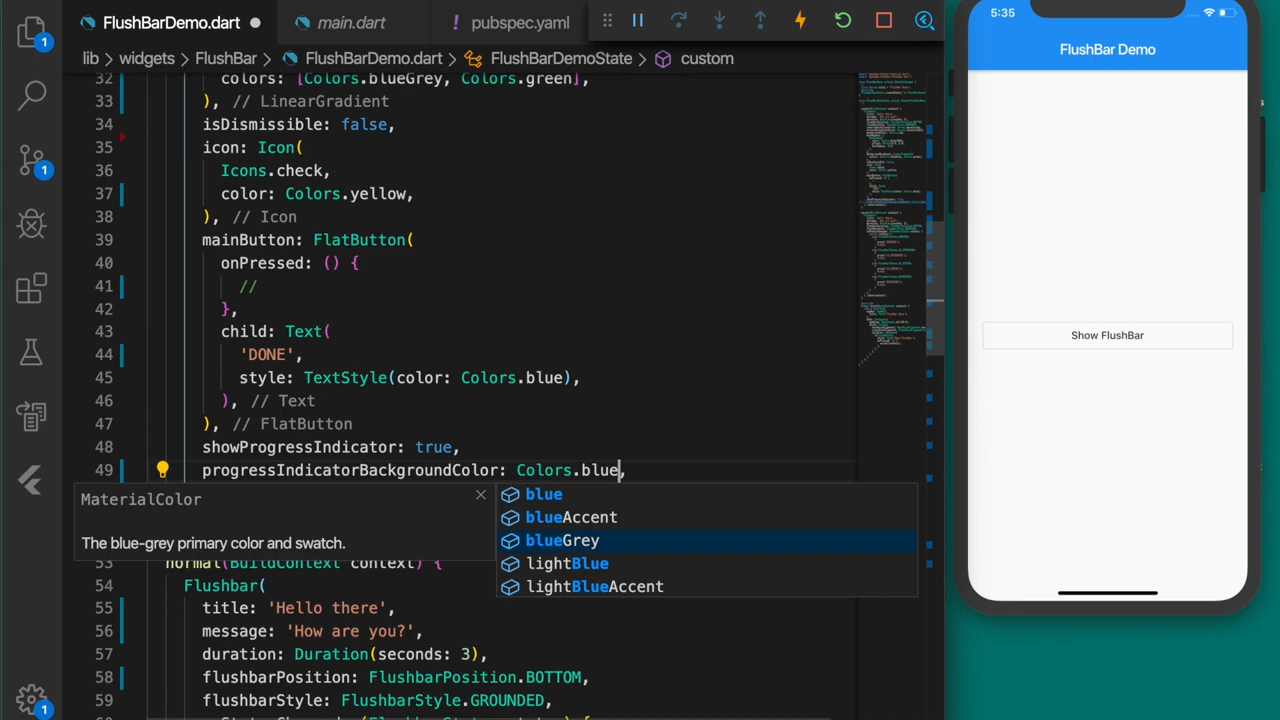 FlushBarDemo.dart
main.dart
! pubspec.yaml
lib > widgets > FlushBar > FlushBarDemo.dart > FlushBarDemoState > custom
32 colors: [Colors.blueGrey, Colors.green],
33 ), // LinearGradient
34 isDismissible: false,
35 icon: Icon(
36 Icons.check,
37 color: Colors.yellow,
38 ), // Icon
39 mainButton: FlatButton(
40 onPressed: () {
41 //
42 },
43 child: Text(
44 'DONE',
45 style: TextStyle(color: Colors.blue),
46 ), // Text
47 ), // FlatButton
48 showProgressIndicator: true,
49 progressIndicatorBackgroundColor: Colors.blue,
MaterialColor
The blue-grey primary color and swatch.
blue
blueAccent
blueGrey
lightBlue
lightBlueAccent
53 normal(BuildContext context) {
54 Flushbar(
55 title: 'Hello there',
56 message: 'How are you?',
57 duration: Duration(seconds: 3),
58 flushbarPosition: FlushbarPosition.BOTTOM,
59 flushbarStyle: FlushbarStyle.GROUNDED,
1
1
1
5:35
FlushBar Demo
Show FlushBar